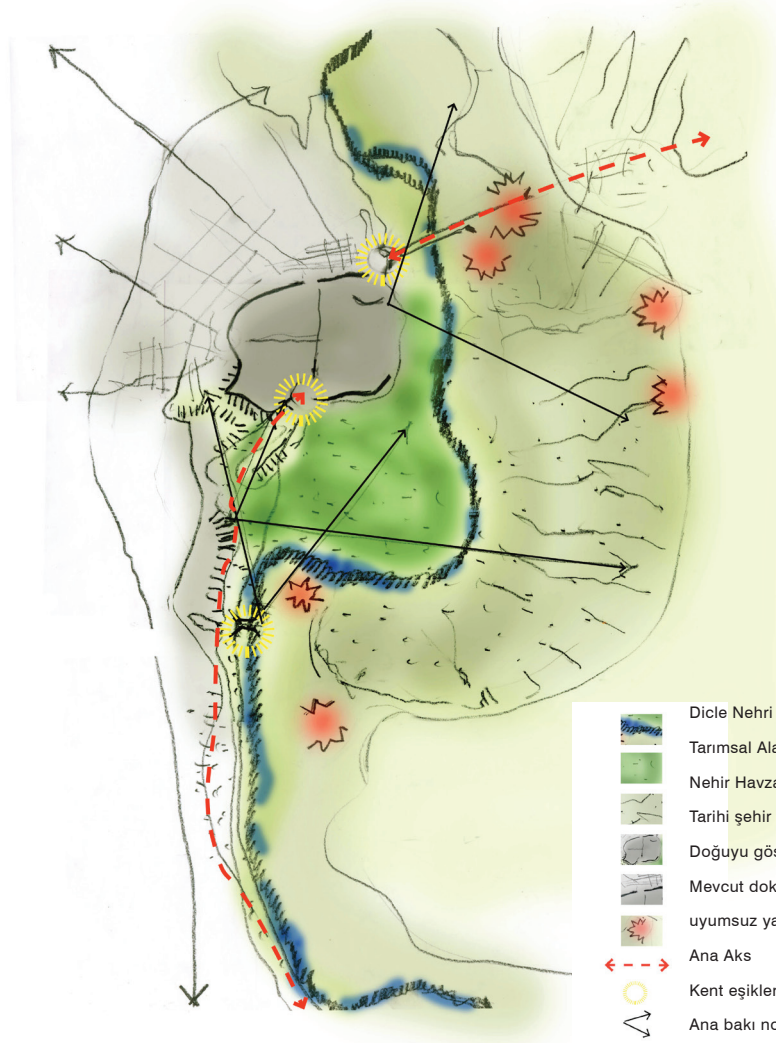 Dicle Nehri
Tarımsal Ala
Nehir Havza
Tarihi şehir
Doğuyu gös
Mevcut dok
uyumsuz ya
Ana Aks
Kent eşikler
Ana bakı no